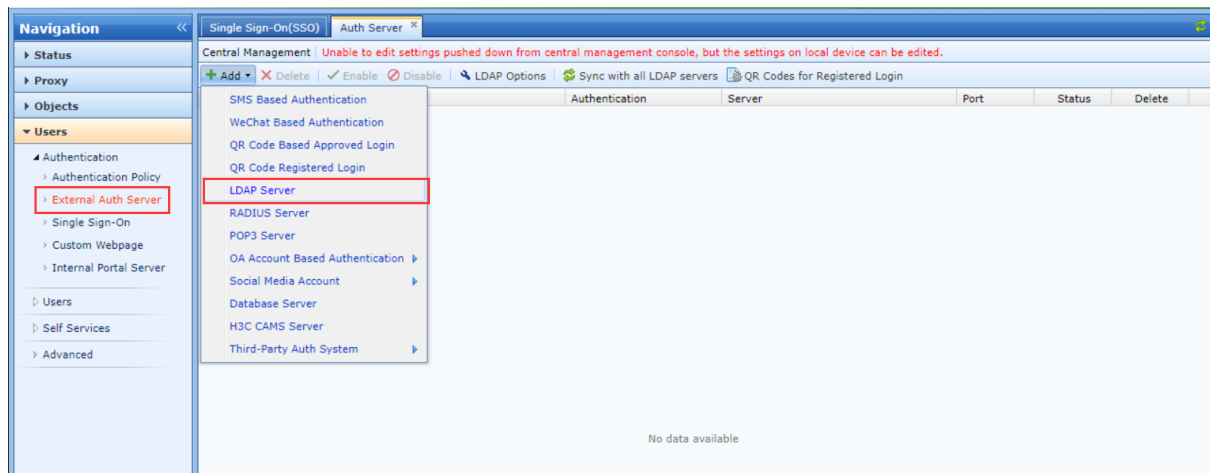 Navigation
Status
Proxy
Objects
Users
Authentication
Authentication Policy
External Auth Server
Single Sign-On
Custom Webpage
Internal Portal Server
Users
Self Services
Advanced
Single Sign-On(SSO) Auth Server
Central Management Unable to edit settings pushed down from central management console, but the settings on local device can be edited.
Add Delete Enable Disable LDAP Options Sync with all LDAP servers QR Codes for Registered Login
Authentication Server Port Status Delete
SMS Based Authentication
WeChat Based Authentication
QR Code Based Approved Login
QR Code Registered Login
LDAP Server
RADIUS Server
POP3 Server
OA Account Based Authentication
Social Media Account
Database Server
H3C CAMS Server
Third-Party Auth System
No data available